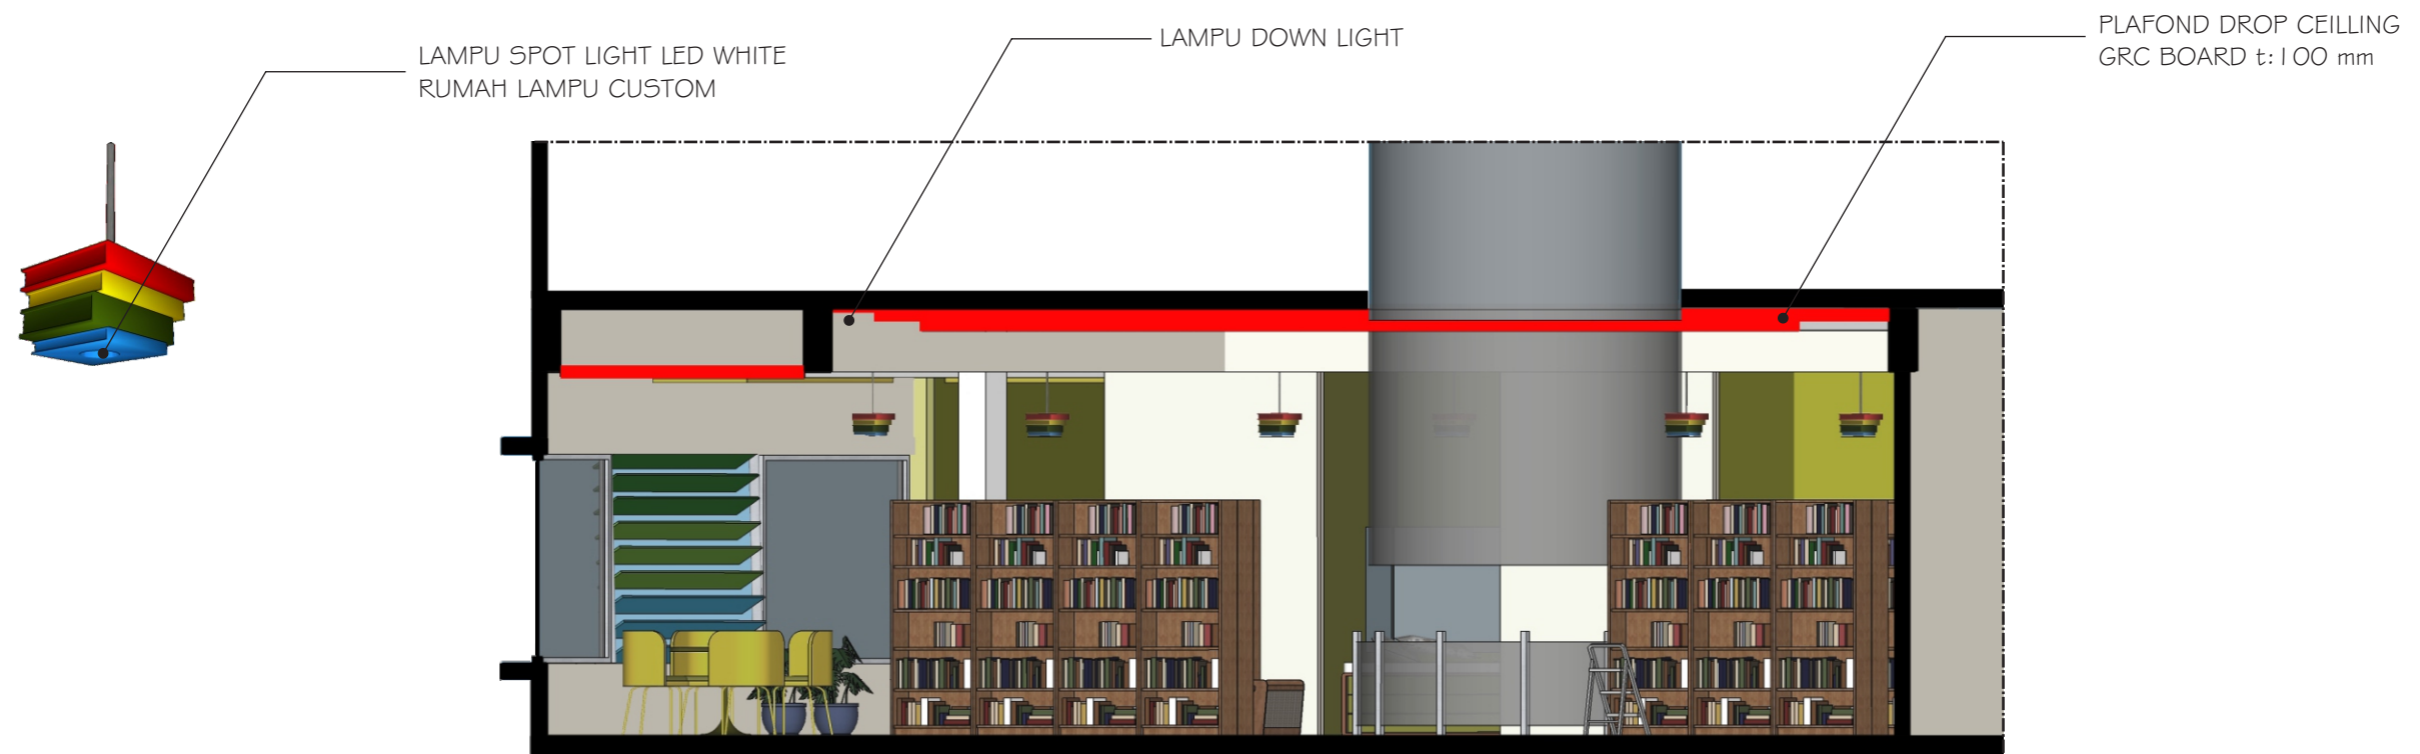 LAMPU SPOT LIGHT LED WHITE
RUMAH LAMPU CUSTOM
LAMPU DOWN LIGHT
PLAFOND DROP CEILLING
GRC BOARD t:100 mm